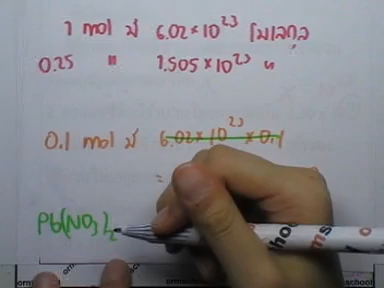 1 mol มี 6.02×10²³ โมเลกุล
0.25 " 1.505×10²³ "
0.1 mol มี 6.02×10²³ × 0.1
=
Pb(NO₃)₂